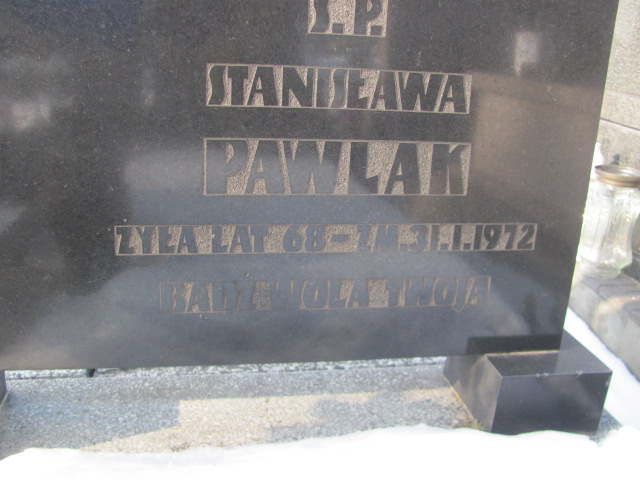 Ś. P.
STANISŁAWA
PAWLAK
ŻYŁA LAT 68 - ZM. 31.1.1972
BĄDŹ WOLA TWOJA